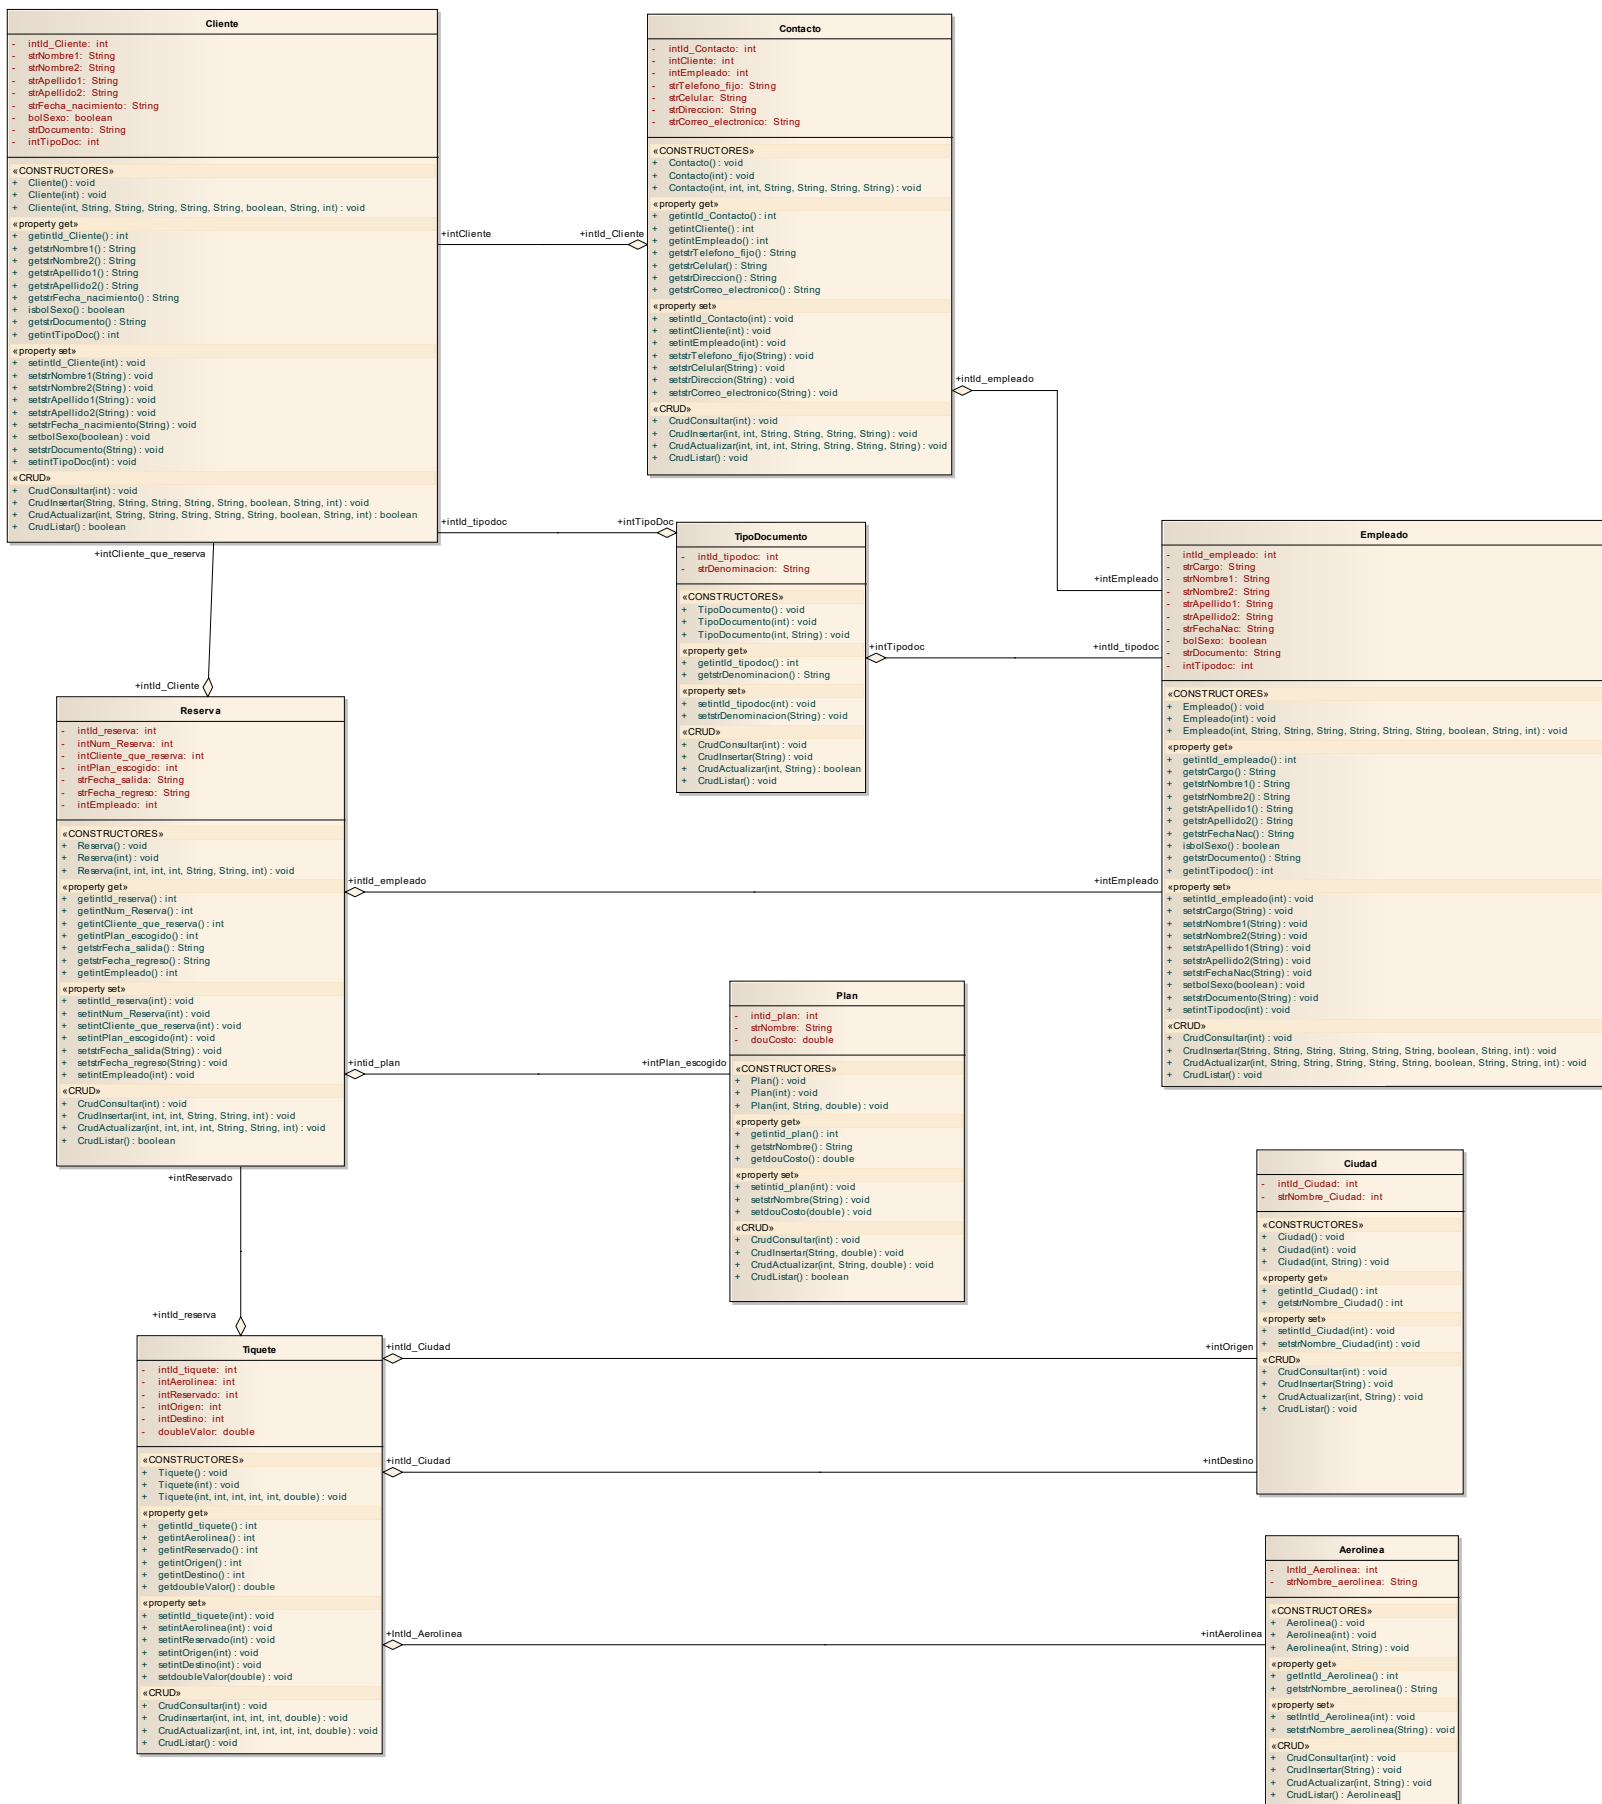 Cliente
- intId_Cliente: int
- strNombre1: String
- strNombre2: String
- strApellido1: String
- strApellido2: String
- strFecha_nacimiento: String
- bolSexo: boolean
- strDocumento: String
- intTipoDoc: int
«CONSTRUCTORES»
+ Cliente() : void
+ Cliente(int) : void
+ Cliente(int, String, String, String, String, String, boolean, String, int) : void
«property get»
+ getintId_Cliente() : int
+ getstrNombre1() : String
+ getstrNombre2() : String
+ getstrApellido1() : String
+ getstrApellido2() : String
+ getstrFecha_nacimiento() : String
+ isbolSexo() : boolean
+ getstrDocumento() : String
+ getintTipoDoc() : int
«property set»
+ setintId_Cliente(int) : void
+ setstrNombre1(String) : void
+ setstrNombre2(String) : void
+ setstrApellido1(String) : void
+ setstrApellido2(String) : void
+ setstrFecha_nacimiento(String) : void
+ setbolSexo(boolean) : void
+ setstrDocumento(String) : void
+ setintTipoDoc(int) : void
«CRUD»
+ CrudConsultar(int) : void
+ CrudInsertar(String, String, String, String, String, boolean, String, int) : void
+ CrudActualizar(int, String, String, String, String, String, boolean, String, int) : boolean
+ CrudListar() : boolean
Contacto
- intId_Contacto: int
- intCliente: int
- intEmpleado: int
- strTelefono_fijo: String
- strCelular: String
- strDireccion: String
- strCorreo_electronico: String
«CONSTRUCTORES»
+ Contacto() : void
+ Contacto(int) : void
+ Contacto(int, int, int, String, String, String, String) : void
«property get»
+ getintId_Contacto() : int
+ getintCliente() : int
+ getintEmpleado() : int
+ getstrTelefono_fijo() : String
+ getstrCelular() : String
+ getstrDireccion() : String
+ getstrCorreo_electronico() : String
«property set»
+ setintId_Contacto(int) : void
+ setintCliente(int) : void
+ setintEmpleado(int) : void
+ setstrTelefono_fijo(String) : void
+ setstrCelular(String) : void
+ setstrDireccion(String) : void
+ setstrCorreo_electronico(String) : void
«CRUD»
+ CrudConsultar(int) : void
+ CrudInsertar(int, int, String, String, String, String) : void
+ CrudActualizar(int, int, int, String, String, String, String) : void
+ CrudListar() : void
+intCliente
+intId_Cliente
+intId_empleado
+intEmpleado
+intId_tipodoc
+intTipoDoc
TipoDocumento
- intId_tipodoc: int
- strDenominacion: String
«CONSTRUCTORES»
+ TipoDocumento() : void
+ TipoDocumento(int) : void
+ TipoDocumento(int, String) : void
«property get»
+ getintId_tipodoc() : int
+ getstrDenominacion() : String
«property set»
+ setintId_tipodoc(int) : void
+ setstrDenominacion(String) : void
«CRUD»
+ CrudConsultar(int) : void
+ CrudInsertar(String) : void
+ CrudActualizar(int, String) : boolean
+ CrudListar() : void
+intTipodoc
+intId_tipodoc
Empleado
- intId_empleado: int
- strCargo: String
- strNombre1: String
- strNombre2: String
- strApellido1: String
- strApellido2: String
- strFechaNac: String
- bolSexo: boolean
- strDocumento: String
- intTipodoc: int
«CONSTRUCTORES»
+ Empleado() : void
+ Empleado(int) : void
+ Empleado(int, String, String, String, String, String, String, boolean, String, int) : void
«property get»
+ getintId_empleado() : int
+ getstrCargo() : String
+ getstrNombre1() : String
+ getstrNombre2() : String
+ getstrApellido1() : String
+ getstrApellido2() : String
+ getstrFechaNac() : String
+ isbolSexo() : boolean
+ getstrDocumento() : String
+ getintTipodoc() : int
«property set»
+ setintId_empleado(int) : void
+ setstrCargo(String) : void
+ setstrNombre1(String) : void
+ setstrNombre2(String) : void
+ setstrApellido1(String) : void
+ setstrApellido2(String) : void
+ setstrFechaNac(String) : void
+ setbolSexo(boolean) : void
+ setstrDocumento(String) : void
+ setintTipodoc(int) : void
«CRUD»
+ CrudConsultar(int) : void
+ CrudInsertar(String, String, String, String, String, String, boolean, String, int) : void
+ CrudActualizar(int, String, String, String, String, String, boolean, String, String, int) : void
+ CrudListar() : void
+intCliente_que_reserva
+intId_Cliente
Reserva
- intId_reserva: int
- intNum_Reserva: int
- intCliente_que_reserva: int
- intPlan_escogido: int
- strFecha_salida: String
- strFecha_regreso: String
- intEmpleado: int
«CONSTRUCTORES»
+ Reserva() : void
+ Reserva(int) : void
+ Reserva(int, int, int, int, String, String, int) : void
«property get»
+ getintId_reserva() : int
+ getintNum_Reserva() : int
+ getintCliente_que_reserva() : int
+ getintPlan_escogido() : int
+ getstrFecha_salida() : String
+ getstrFecha_regreso() : String
+ getintEmpleado() : int
«property set»
+ setintId_reserva(int) : void
+ setintNum_Reserva(int) : void
+ setintCliente_que_reserva(int) : void
+ setintPlan_escogido(int) : void
+ setstrFecha_salida(String) : void
+ setstrFecha_regreso(String) : void
+ setintEmpleado(int) : void
«CRUD»
+ CrudConsultar(int) : void
+ CrudInsertar(int, int, int, String, String, int) : void
+ CrudActualizar(int, int, int, int, String, String, int) : void
+ CrudListar() : boolean
+intId_empleado
+intEmpleado
+intid_plan
+intPlan_escogido
Plan
- intid_plan: int
- strNombre: String
- douCosto: double
«CONSTRUCTORES»
+ Plan() : void
+ Plan(int) : void
+ Plan(int, String, double) : void
«property get»
+ getintid_plan() : int
+ getstrNombre() : String
+ getdouCosto() : double
«property set»
+ setintid_plan(int) : void
+ setstrNombre(String) : void
+ setdouCosto(double) : void
«CRUD»
+ CrudConsultar(int) : void
+ CrudInsertar(String, double) : void
+ CrudActualizar(int, String, double) : void
+ CrudListar() : boolean
+intReservado
+intId_reserva
Ciudad
- intId_Ciudad: int
- strNombre_Ciudad: int
«CONSTRUCTORES»
+ Ciudad() : void
+ Ciudad(int) : void
+ Ciudad(int, String) : void
«property get»
+ getintId_Ciudad() : int
+ getstrNombre_Ciudad() : int
«property set»
+ setintId_Ciudad(int) : void
+ setstrNombre_Ciudad(int) : void
«CRUD»
+ CrudConsultar(int) : void
+ CrudInsertar(String) : void
+ CrudActualizar(int, String) : void
+ CrudListar() : void
Tiquete
- intId_tiquete: int
- intAerolinea: int
- intReservado: int
- intOrigen: int
- intDestino: int
- doubleValor: double
«CONSTRUCTORES»
+ Tiquete() : void
+ Tiquete(int) : void
+ Tiquete(int, int, int, int, int, double) : void
«property get»
+ getintId_tiquete() : int
+ getintAerolinea() : int
+ getintReservado() : int
+ getintOrigen() : int
+ getintDestino() : int
+ getdoubleValor() : double
«property set»
+ setintId_tiquete(int) : void
+ setintAerolinea(int) : void
+ setintReservado(int) : void
+ setintOrigen(int) : void
+ setintDestino(int) : void
+ setdoubleValor(double) : void
«CRUD»
+ CrudConsultar(int) : void
+ Crudinsertar(int, int, int, int, double) : void
+ CrudActualizar(int, int, int, int, int, double) : void
+ CrudListar() : void
+intId_Ciudad
+intOrigen
+intId_Ciudad
+intDestino
+IntId_Aerolinea
+intAerolinea
Aerolinea
- IntId_Aerolinea: int
- strNombre_aerolinea: String
«CONSTRUCTORES»
+ Aerolinea() : void
+ Aerolinea(int) : void
+ Aerolinea(int, String) : void
«property get»
+ getIntId_Aerolinea() : int
+ getstrNombre_aerolinea() : String
«property set»
+ setIntId_Aerolinea(int) : void
+ setstrNombre_aerolinea(String) : void
«CRUD»
+ CrudConsultar(int) : void
+ CrudInsertar(String) : void
+ CrudActualizar(int, String) : void
+ CrudListar() : Aerolineas[]